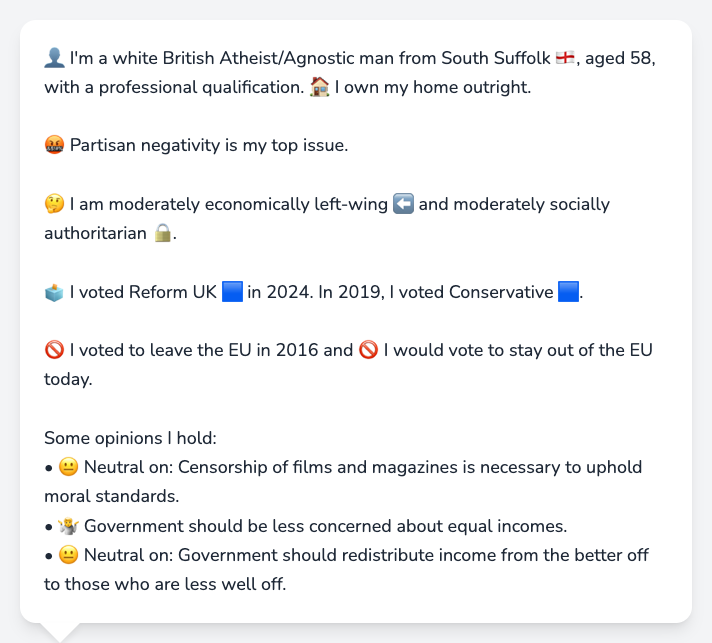 👤 I'm a white British Atheist/Agnostic man from South Suffolk 🏴󠁧󠁢󠁥󠁮󠁧󠁿, aged 58,
with a professional qualification. 🏠 I own my home outright.
🤬 Partisan negativity is my top issue.
🤔 I am moderately economically left-wing ⬅️ and moderately socially
authoritarian 🔒.
🗳️ I voted Reform UK 🟦 in 2024. In 2019, I voted Conservative 🟦.
🚫 I voted to leave the EU in 2016 and 🚫 I would vote to stay out of the EU
today.
Some opinions I hold:
• 😐 Neutral on: Censorship of films and magazines is necessary to uphold
moral standards.
• 🤷 Government should be less concerned about equal incomes.
• 😐 Neutral on: Government should redistribute income from the better off
to those who are less well off.